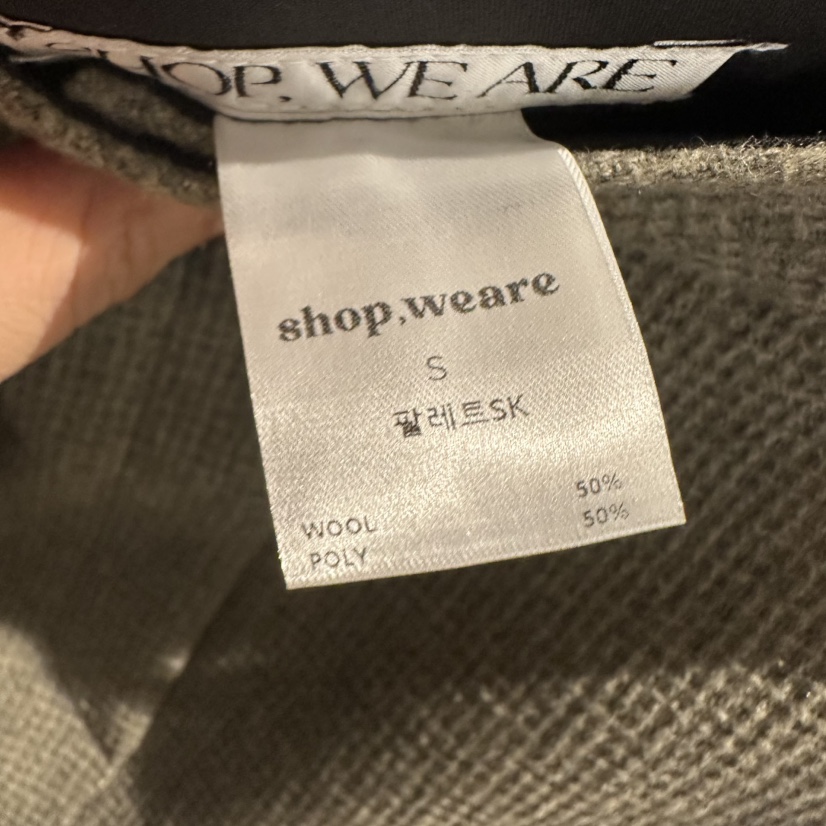 SHOP, WE ARE
shop,weare
S
팔레트SK
WOOL 50%
POLY 50%